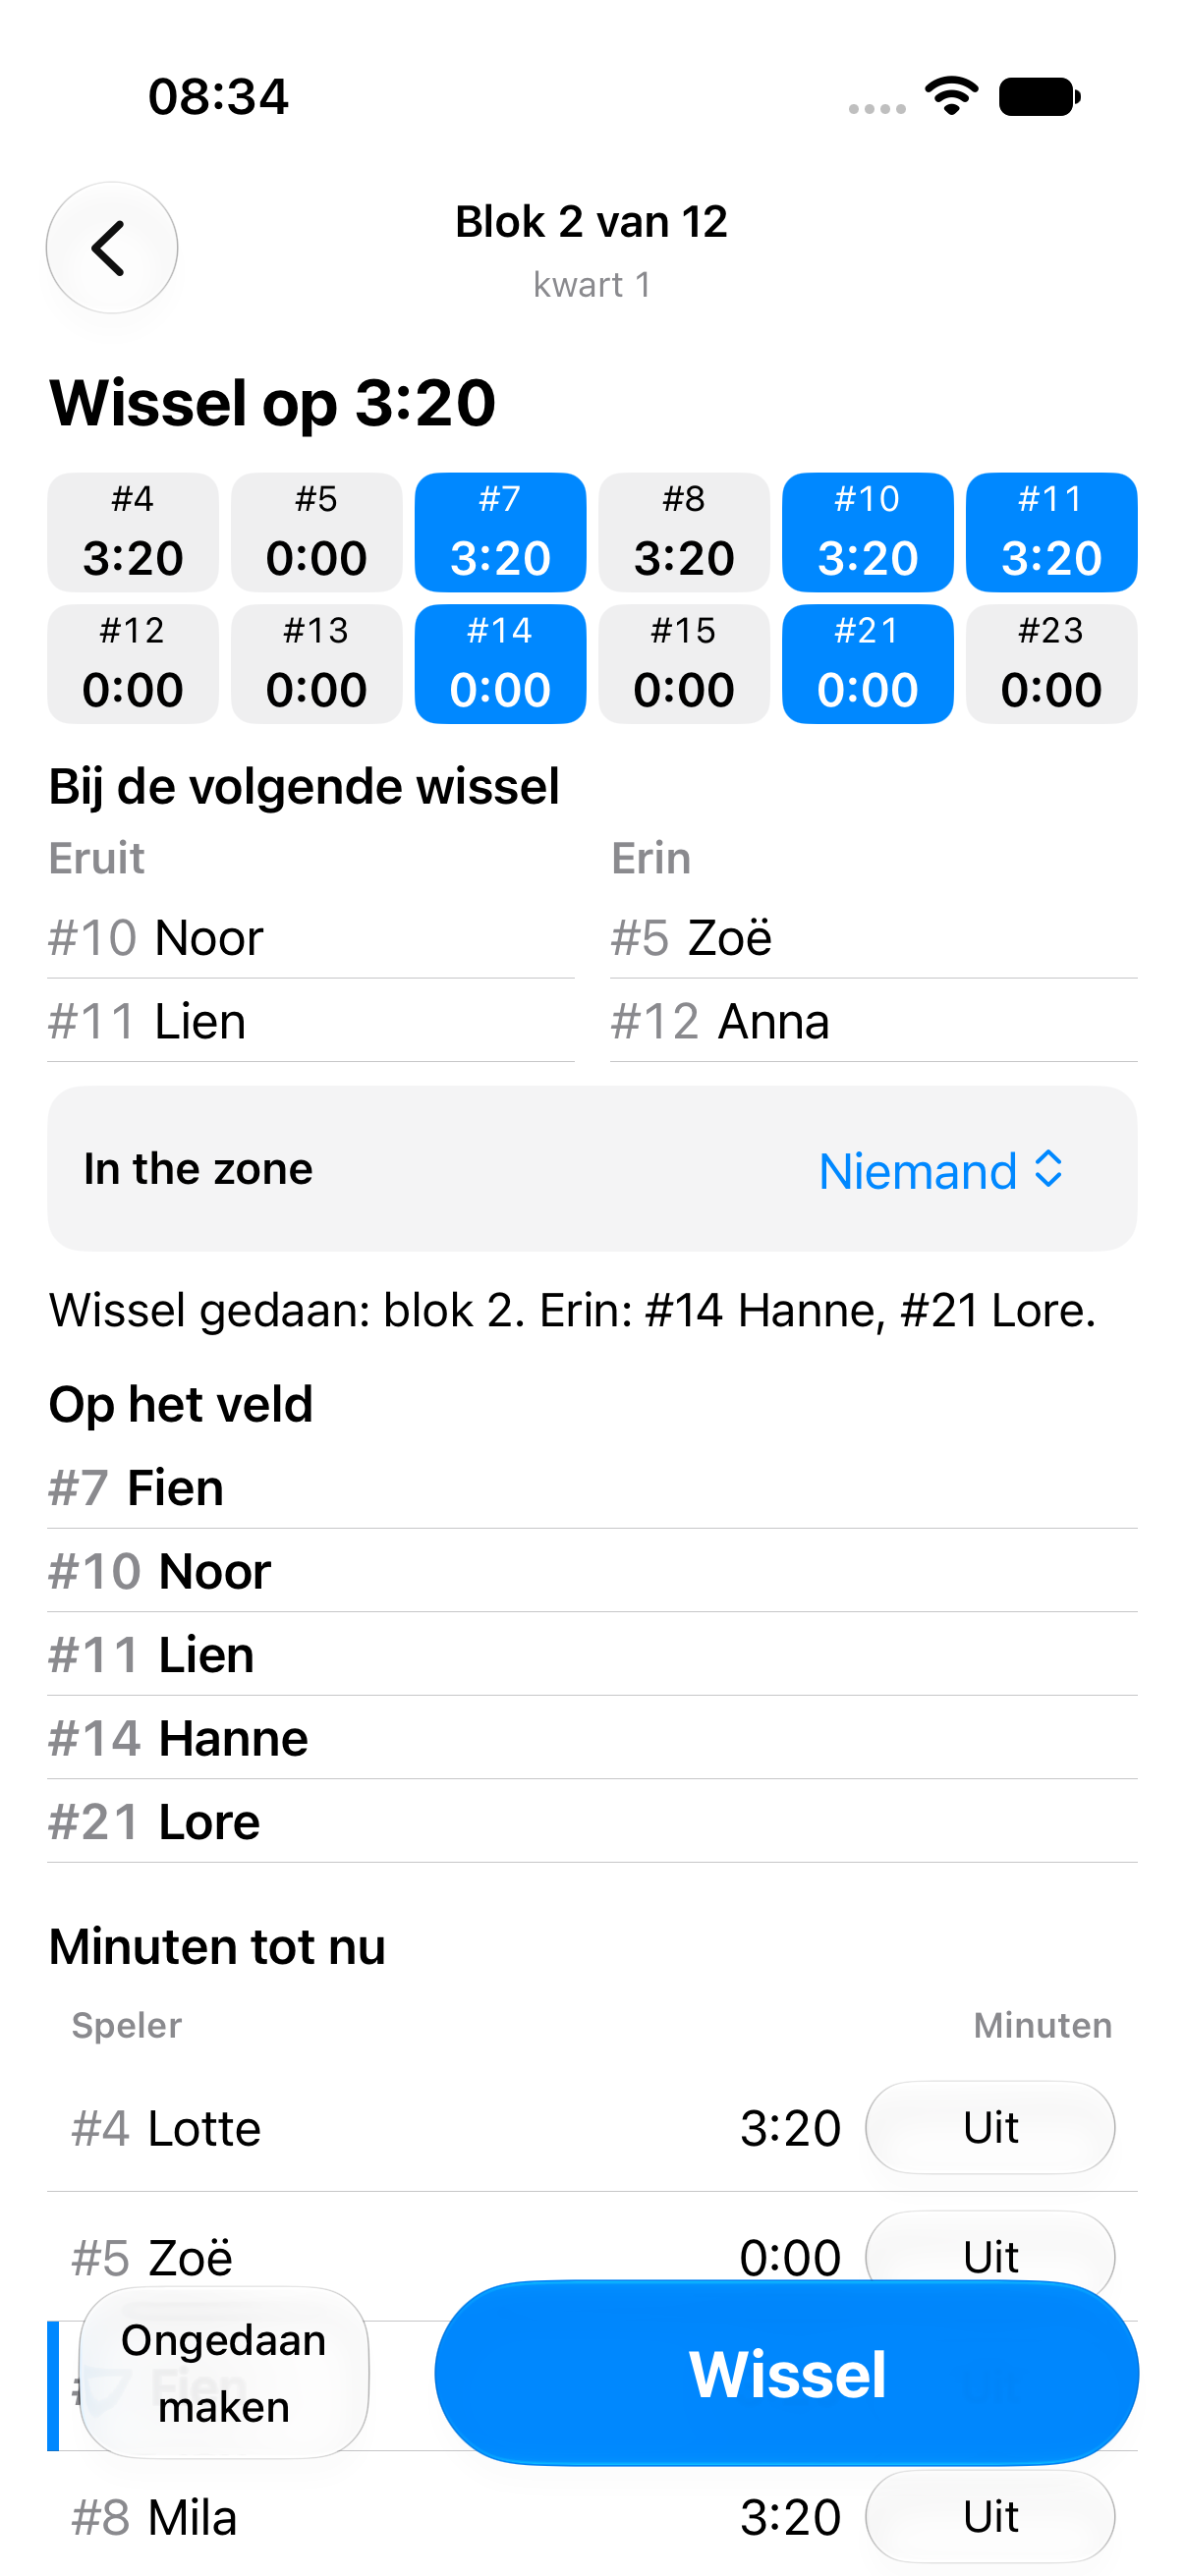 08:34
Blok 2 van 12
kwart 1
Wissel op 3:20
#4 #5 #7 #8 #10 #11
3:20 0:00 3:20 3:20 3:20 3:20
#12 #13 #14 #15 #21 #23
0:00 0:00 0:00 0:00 0:00 0:00
Bij de volgende wissel
Eruit Erin
#10 Noor #5 Zoë
#11 Lien #12 Anna
In the zone Niemand
Wissel gedaan: blok 2. Erin: #14 Hanne, #21 Lore.
Op het veld
#7 Fien
#10 Noor
#11 Lien
#14 Hanne
#21 Lore
Minuten tot nu
Speler Minuten
#4 Lotte 3:20 Uit
#5 Zoë 0:00 Uit
Ongedaan maken Wissel
#8 Mila 3:20 Uit